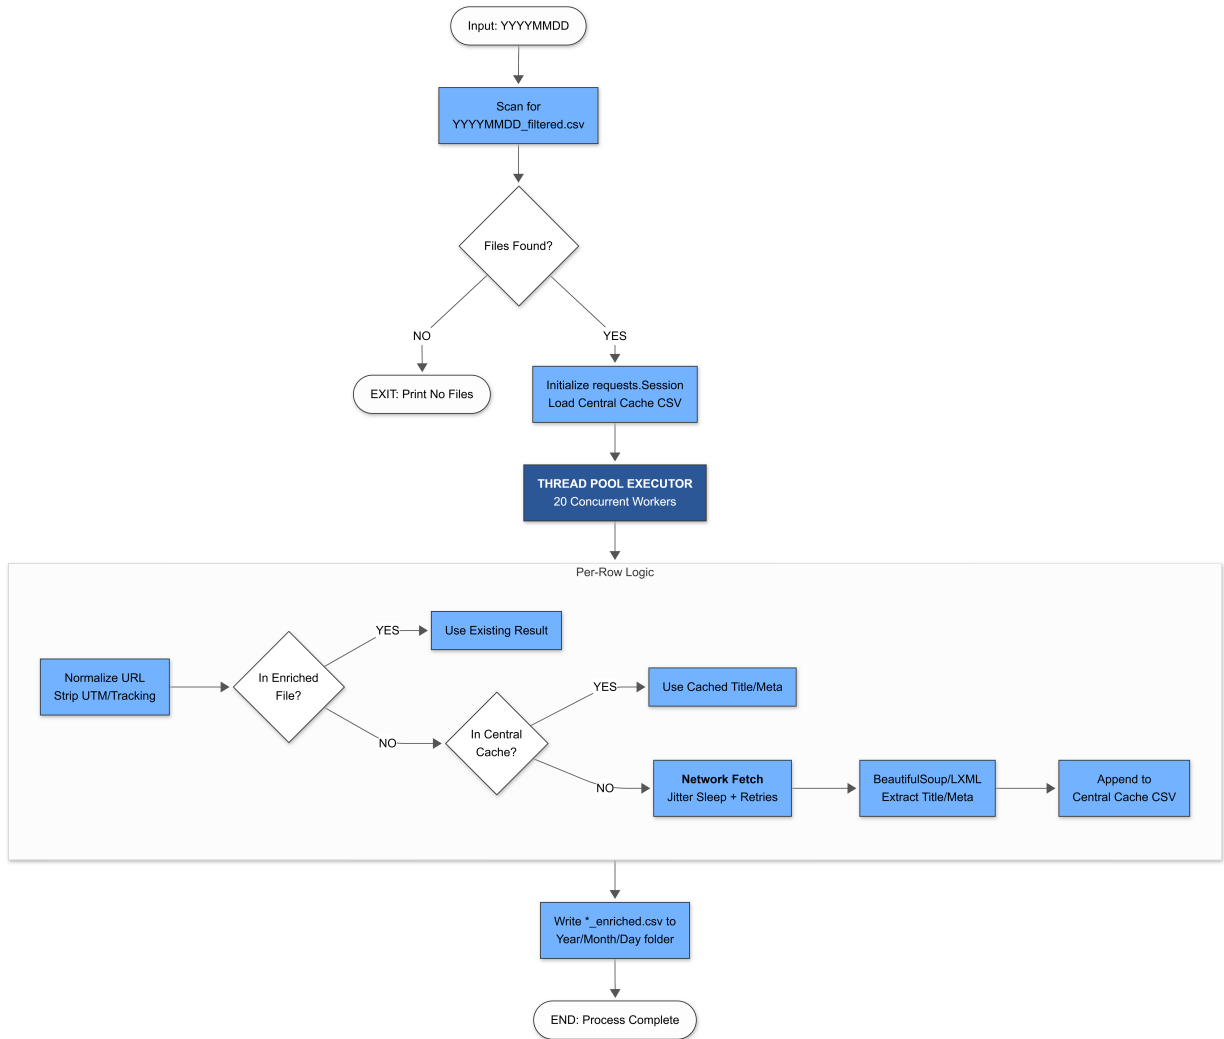 Input: YYYYMMDD
Scan for
YYYYMMDD_filtered.csv
Files Found?
NO
YES
EXIT: Print No Files
Initialize requests.Session
Load Central Cache CSV
THREAD POOL EXECUTOR
20 Concurrent Workers
Per-Row Logic
Normalize URL
Strip UTM/Tracking
In Enriched
File?
YES
Use Existing Result
NO
In Central
Cache?
YES
Use Cached Title/Meta
NO
Network Fetch
Jitter Sleep + Retries
BeautifulSoup/LXML
Extract Title/Meta
Append to
Central Cache CSV
Write *_enriched.csv to
Year/Month/Day folder
END: Process Complete